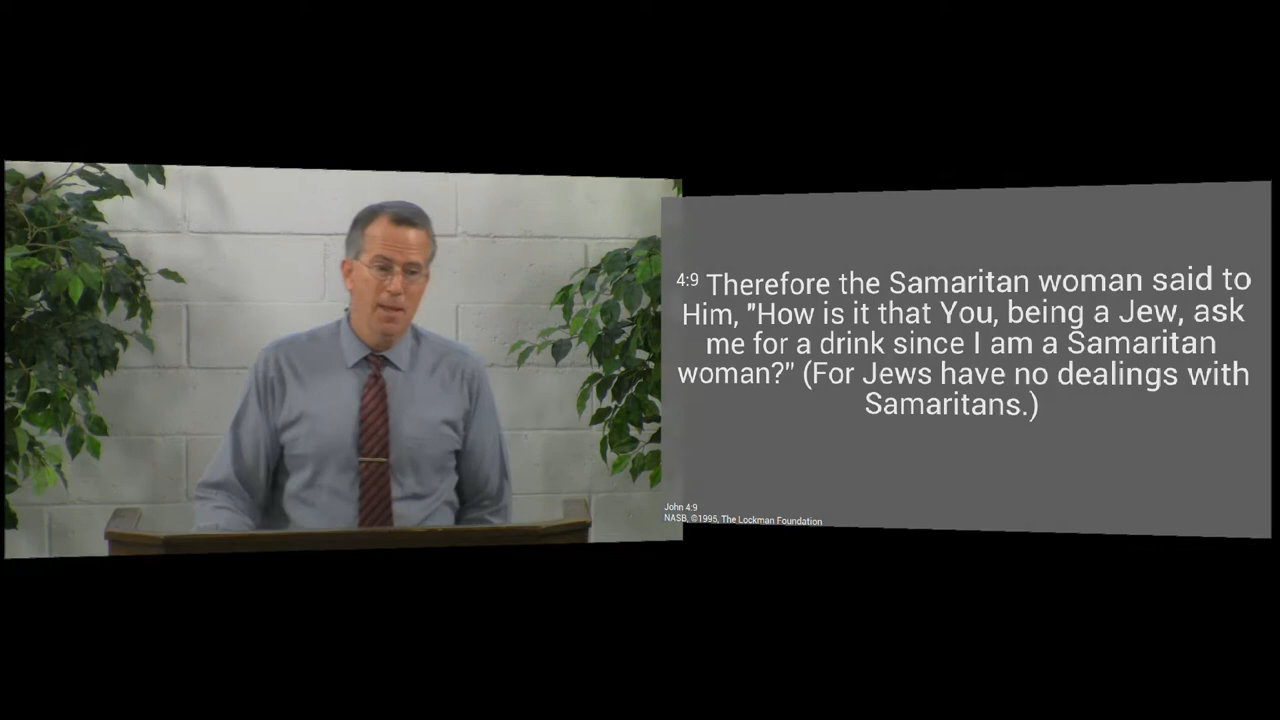 4:9 Therefore the Samaritan woman said to
Him, "How is it that You, being a Jew, ask
me for a drink since I am a Samaritan
woman?" (For Jews have no dealings with
Samaritans.)
John 4:9
NASB, ©1995, The Lockman Foundation